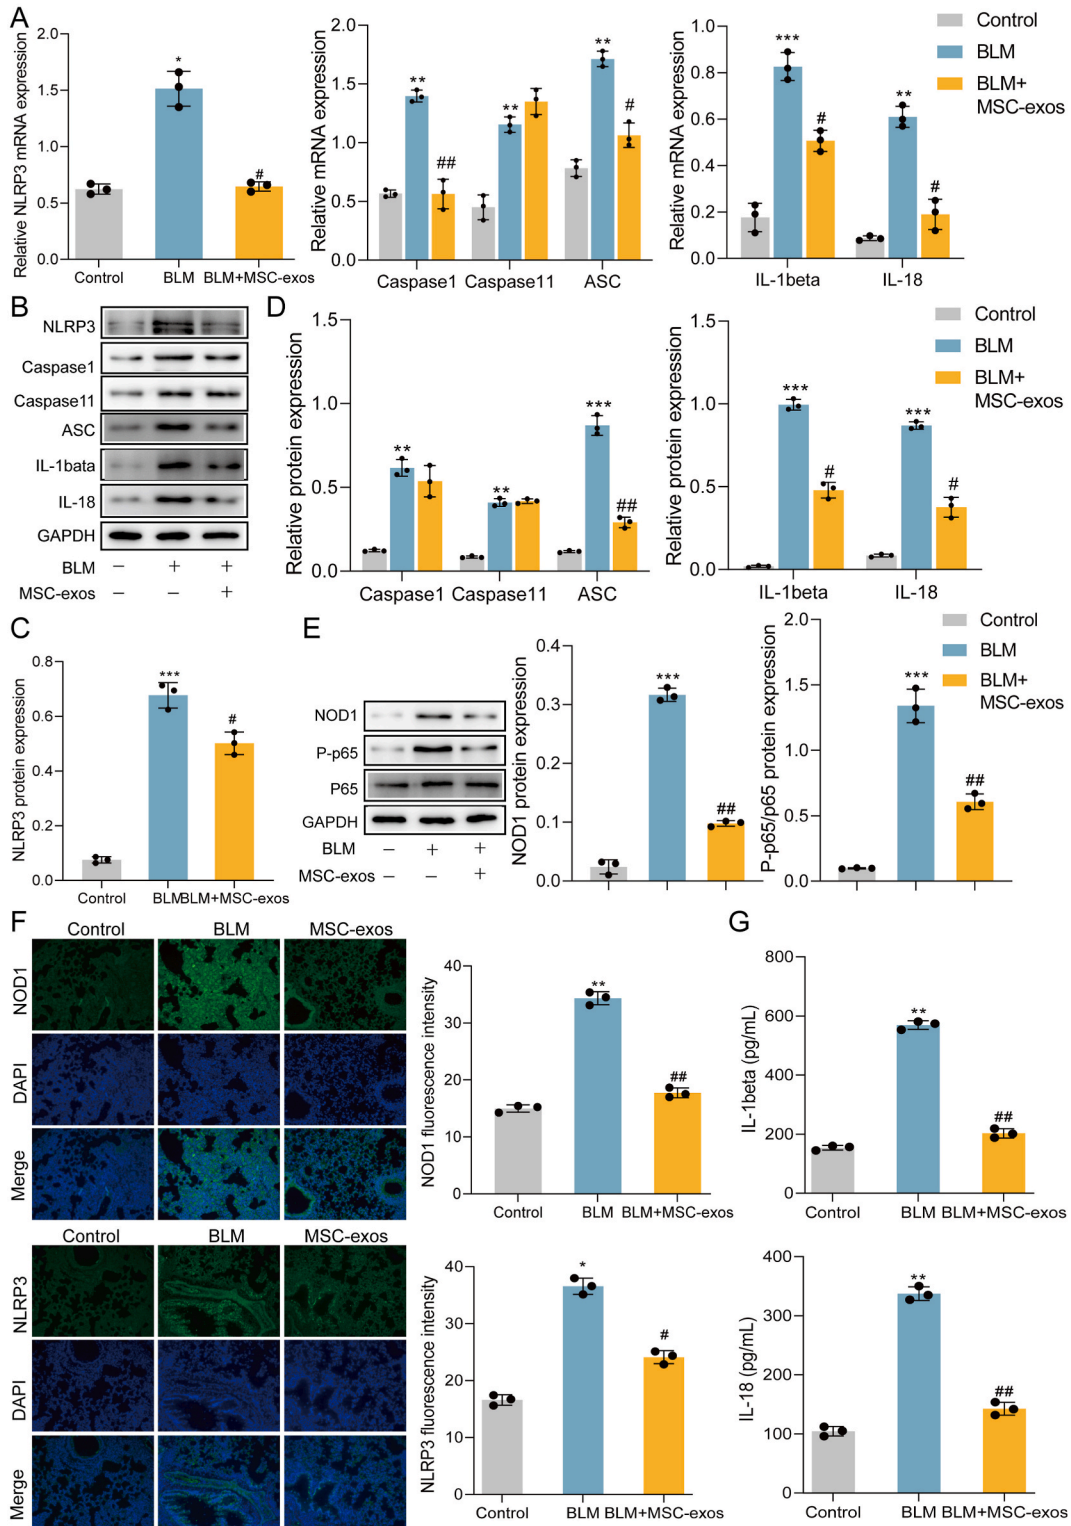 A
Relative NLRP3 mRNA expression
2.0
1.5
1.0
0.5
0.0
*
#
Control
BLM
BLM+MSC-exos
Relative mRNA expression
2.0
1.5
1.0
0.5
0.0
**
##
**
**
#
Caspase1
Caspase11
ASC
Relative mRNA expression
0.8
0.6
0.4
0.2
0.0
***
#
**
#
IL-1beta
IL-18
Control
BLM
BLM+
MSC-exos
B
NLRP3
Caspase1
Caspase11
ASC
IL-1bata
IL-18
GAPDH
BLM − + +
MSC-exos − − +
D
Relative protein expression
1.5
1.0
0.5
0.0
**
**
***
##
Caspase1
Caspase11
ASC
Relative protein expression
1.5
1.0
0.5
0.0
***
#
***
#
IL-1beta
IL-18
Control
BLM
BLM+
MSC-exos
C
NLRP3 protein expression
0.8
0.6
0.4
0.2
0.0
***
#
Control
BLM
BLM+MSC-exos
E
NOD1
P-p65
P65
GAPDH
BLM − + +
MSC-exos − − +
NOD1 protein expression
0.4
0.3
0.2
0.1
0.0
***
##
P-p65/p65 protein expression
2.0
1.5
1.0
0.5
0.0
***
##
Control
BLM
BLM+
MSC-exos
F
Control
BLM
MSC-exos
NOD1
DAPI
Merge
NOD1 fluorescence intensity
40
30
20
10
0
**
##
Control
BLM
BLM+MSC-exos
G
IL-1beta (pg/mL)
800
600
400
200
0
**
##
Control
BLM
BLM+MSC-exos
Control
BLM
MSC-exos
NLRP3
DAPI
Merge
NLRP3 fluorescence intensity
40
30
20
10
0
*
#
Control
BLM
BLM+MSC-exos
IL-18 (pg/mL)
400
300
200
100
0
**
##
Control
BLM
BLM+MSC-exos